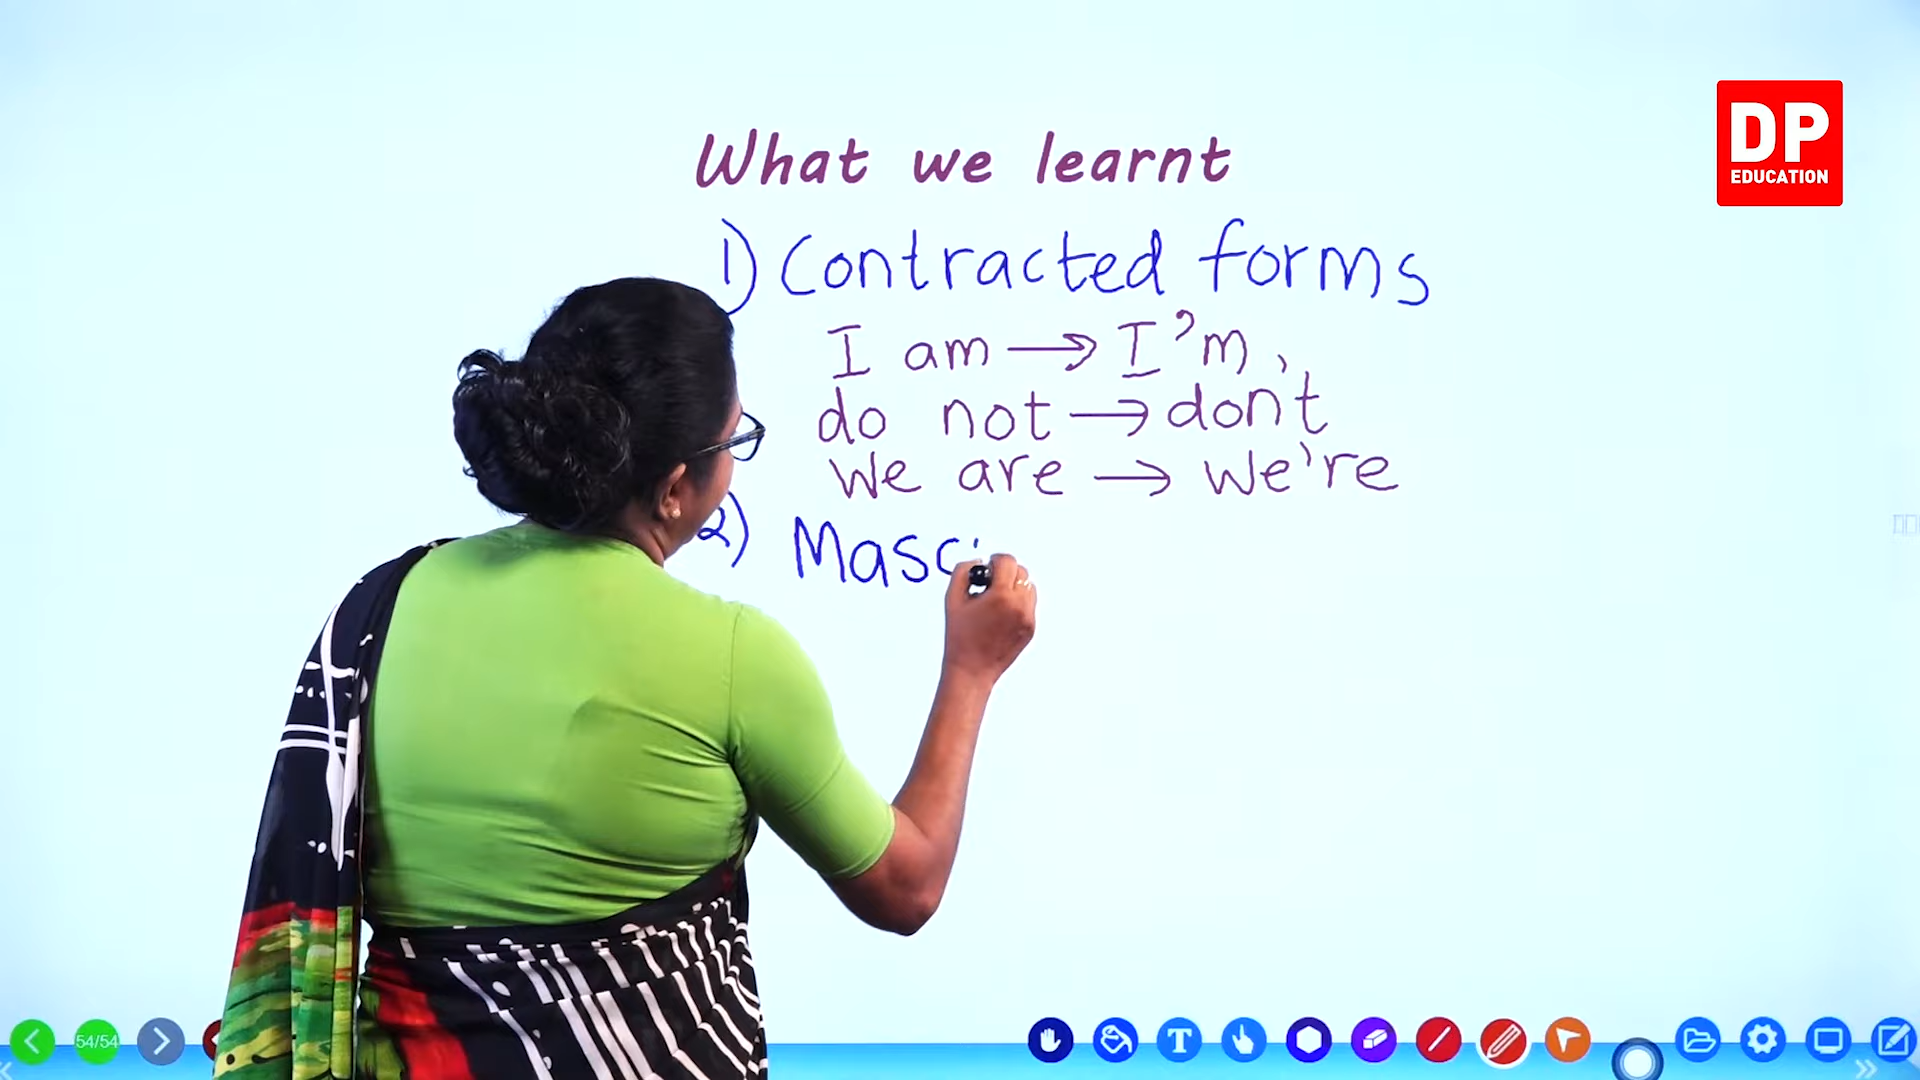 DP
EDUCATION
What we learnt
1) Contracted forms
I am → I'm,
do not → don't
We are → We're
2) Masc
54/54
T